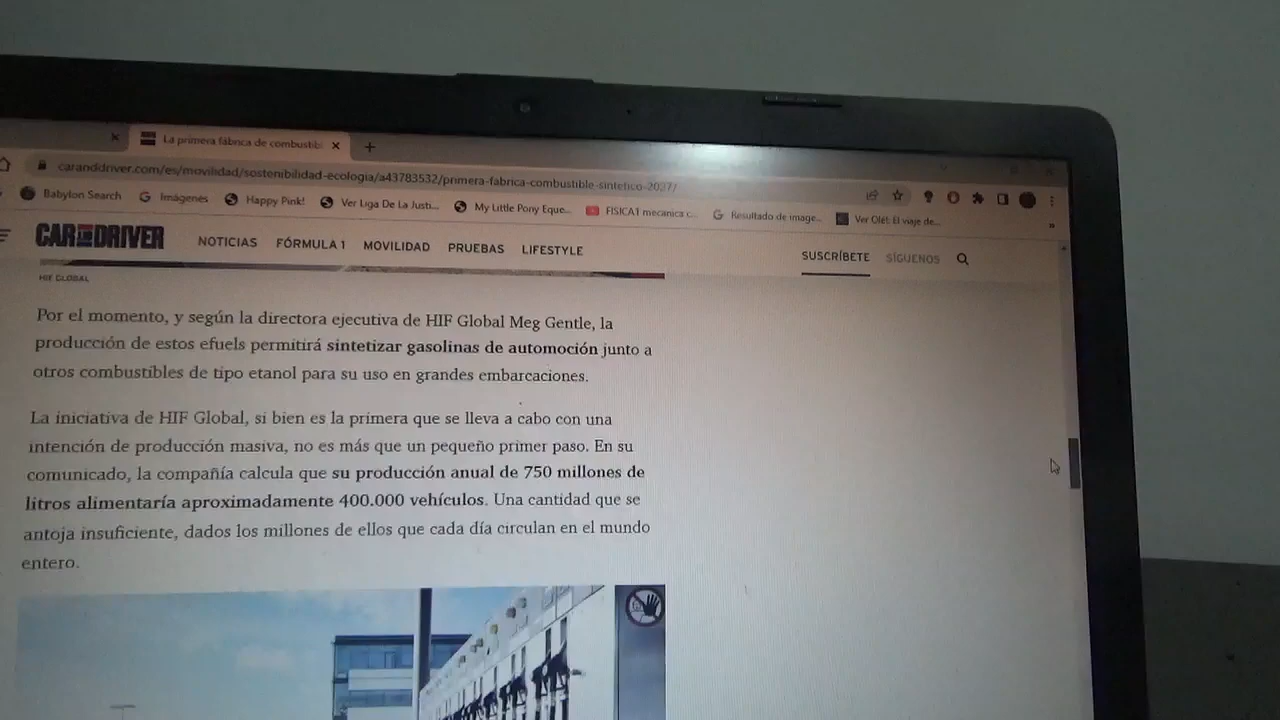 La primera fábrica de combustib
caranddriver.com/es/movilidad/sostenibilidad-ecologia/a43783532/primera-fabrica-combustible-sintetico-2027/
Babylon Search
Imágenes
Happy Pink!
Ver Liga De La Justi...
My Little Pony Eque...
FISICA1 mecanica c...
Resultado de image...
Ver Olé!: El viaje de...
CAR AND DRIVER
NOTICIAS
FÓRMULA 1
MOVILIDAD
PRUEBAS
LIFESTYLE
SUSCRÍBETE
SÍGUENOS
HIF GLOBAL
Por el momento, y según la directora ejecutiva de HIF Global Meg Gentle, la
producción de estos efuels permitirá sintetizar gasolinas de automoción junto a
otros combustibles de tipo etanol para su uso en grandes embarcaciones.
La iniciativa de HIF Global, si bien es la primera que se lleva a cabo con una
intención de producción masiva, no es más que un pequeño primer paso. En su
comunicado, la compañía calcula que su producción anual de 750 millones de
litros alimentaría aproximadamente 400.000 vehículos. Una cantidad que se
antoja insuficiente, dados los millones de ellos que cada día circulan en el mundo
entero.